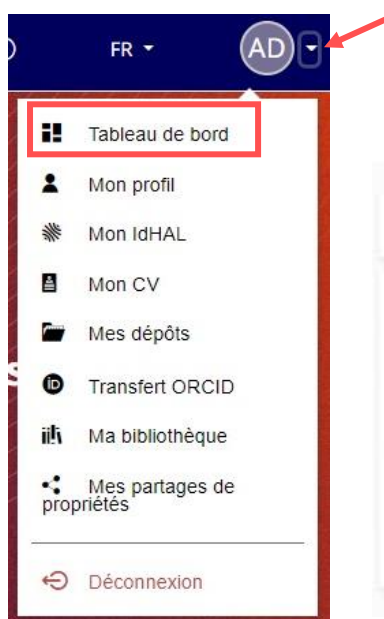 FR
AD
Tableau de bord
Mon profil
Mon IdHAL
Mon CV
Mes dépôts
Transfert ORCID
Ma bibliothèque
Mes partages de
propriétés
Déconnexion